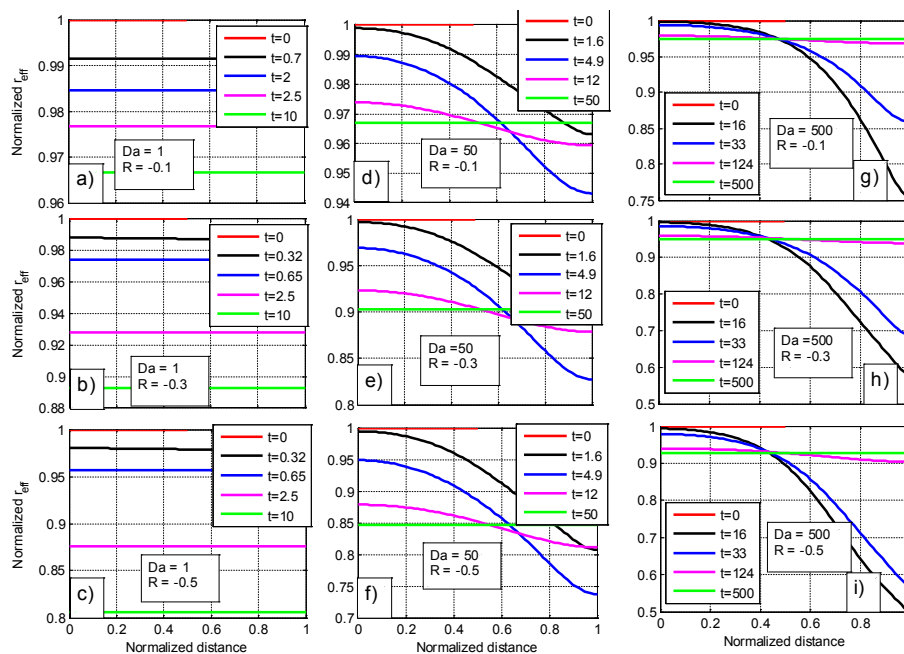 Normalized r_eff
1
0.99
0.98
0.97
0.96
t=0
t=0.7
t=2
t=2.5
t=10
Da = 1
R = -0.1
a)
1
0.99
0.98
0.97
0.96
0.95
0.94
t=0
t=1.6
t=4.9
t=12
t=50
Da = 50
R = -0.1
d)
1
0.95
0.9
0.85
0.8
0.75
t=0
t=16
t=33
t=124
t=500
Da = 500
R = -0.1
g)
Normalized r_eff
1
0.98
0.96
0.94
0.92
0.9
0.88
t=0
t=0.32
t=0.65
t=2.5
t=10
Da = 1
R = -0.3
b)
1
0.95
0.9
0.85
0.8
t=0
t=1.6
t=4.9
t=12
t=50
Da = 50
R = -0.3
e)
1
0.9
0.8
0.7
0.6
0.5
t=0
t=16
t=33
t=124
t=500
Da =500
R = -0.3
h)
Normalized r_eff
1
0.95
0.9
0.85
0.8
t=0
t=0.32
t=0.65
t=2.5
t=10
Da = 1
R = -0.5
c)
0 0.2 0.4 0.6 0.8 1
Normalized distance
1
0.95
0.9
0.85
0.8
0.75
0.7
t=0
t=1.6
t=4.9
t=12
t=50
Da = 50
R = -0.5
f)
0 0.2 0.4 0.6 0.8 1
Normalized distance
1
0.9
0.8
0.7
0.6
0.5
t=0
t=16
t=33
t=124
t=500
Da = 500
R = -0.5
i)
0.0 0.2 0.4 0.6 0.8
Normalized distance